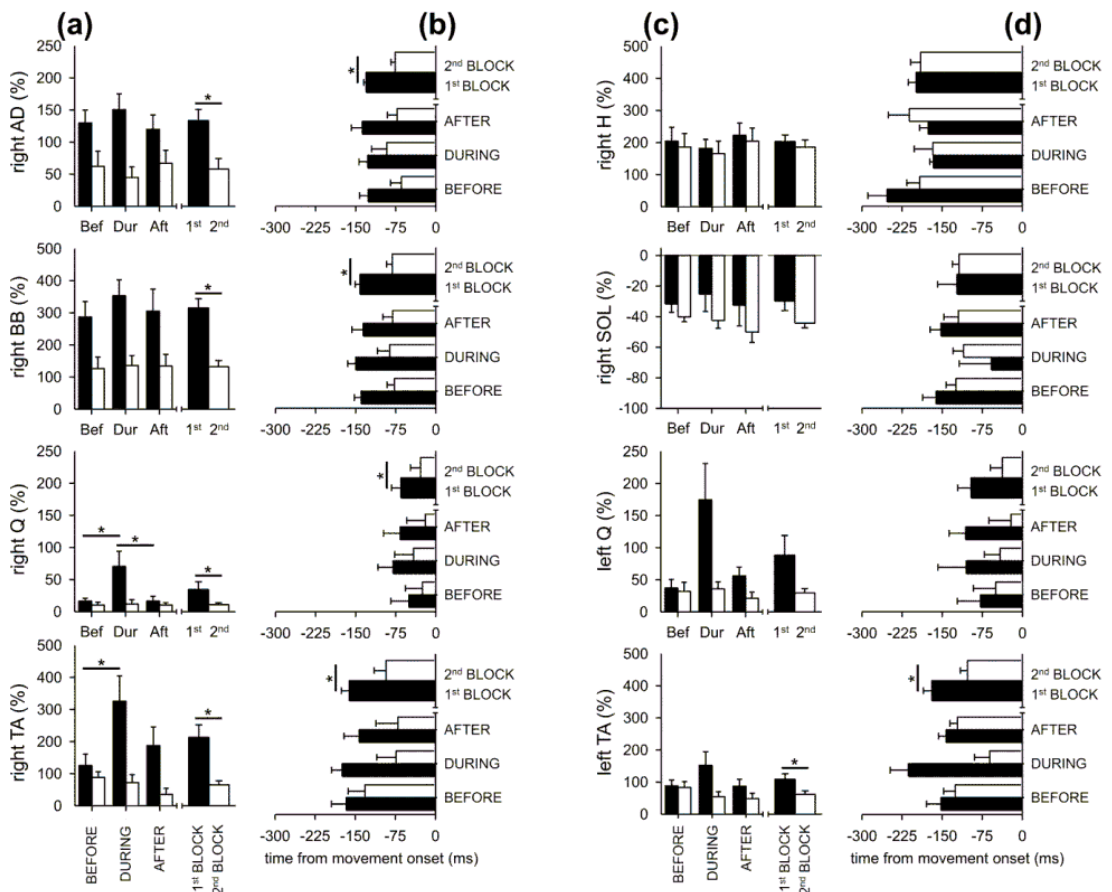 (a) (b) (c) (d)
right AD (%)
250
200
150
100
50
0
Bef Dur Aft 1st 2nd
*
*
2nd BLOCK
1st BLOCK
AFTER
DURING
BEFORE
-300 -225 -150 -75 0
right H (%)
500
400
300
200
100
0
Bef Dur Aft 1st 2nd
2nd BLOCK
1st BLOCK
AFTER
DURING
BEFORE
-300 -225 -150 -75 0
right BB (%)
500
400
300
200
100
0
Bef Dur Aft 1st 2nd
*
*
2nd BLOCK
1st BLOCK
AFTER
DURING
BEFORE
-300 -225 -150 -75 0
right SOL (%)
0
-20
-40
-60
-80
-100
Bef Dur Aft 1st 2nd
2nd BLOCK
1st BLOCK
AFTER
DURING
BEFORE
-300 -225 -150 -75 0
right Q (%)
250
200
150
100
50
0
Bef Dur Aft 1st 2nd
* * *
*
2nd BLOCK
1st BLOCK
AFTER
DURING
BEFORE
-300 -225 -150 -75 0
left Q (%)
250
200
150
100
50
0
Bef Dur Aft 1st 2nd
2nd BLOCK
1st BLOCK
AFTER
DURING
BEFORE
-300 -225 -150 -75 0
right TA (%)
500
400
300
200
100
0
BEFORE
DURING
AFTER
1st BLOCK
2nd BLOCK
* *
*
2nd BLOCK
1st BLOCK
AFTER
DURING
BEFORE
-300 -225 -150 -75 0
time from movement onset (ms)
left TA (%)
500
400
300
200
100
0
BEFORE
DURING
AFTER
1st BLOCK
2nd BLOCK
*
*
2nd BLOCK
1st BLOCK
AFTER
DURING
BEFORE
-300 -225 -150 -75 0
time from movement onset (ms)